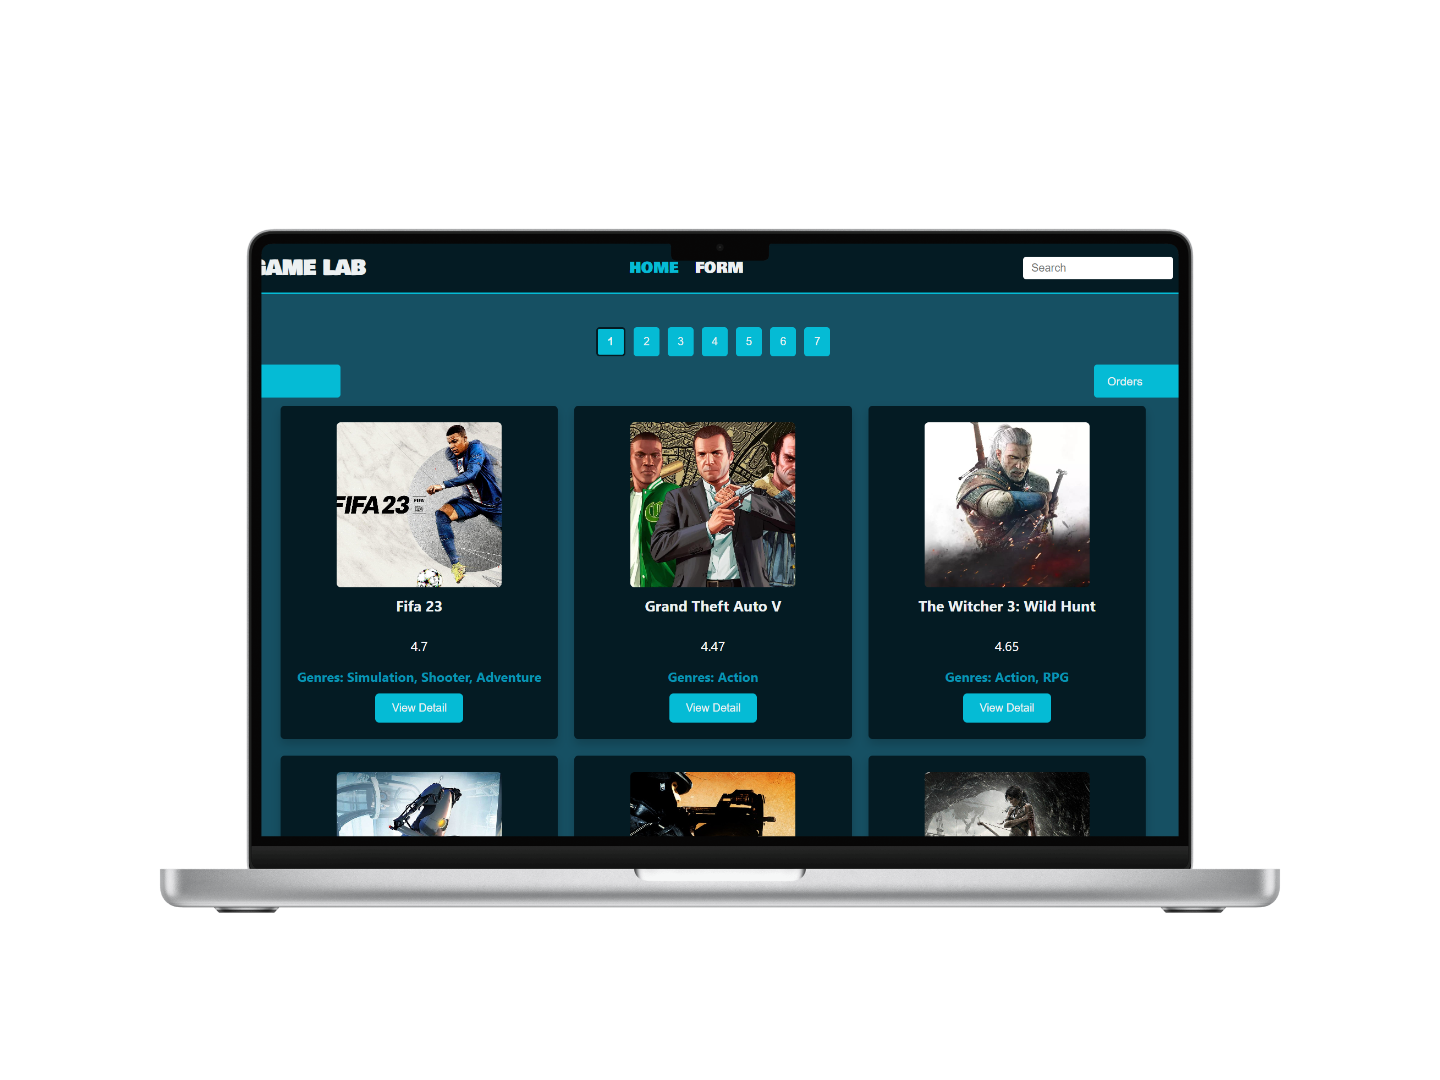 GAME LAB
HOME FORM
Search
1 2 3 4 5 6 7
Orders
FIFA 23 FIFA
Fifa 23
Grand Theft Auto V
The Witcher 3: Wild Hunt
4.7
4.47
4.65
Genres: Simulation, Shooter, Adventure
Genres: Action
Genres: Action, RPG
View Detail
View Detail
View Detail